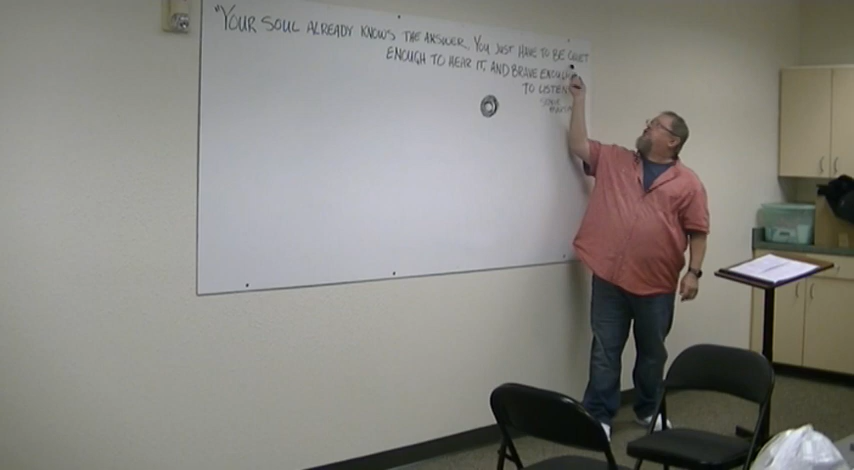 "YOUR SOUL ALREADY KNOWS THE ANSWER. YOU JUST HAVE TO BE QUIET
ENOUGH TO HEAR IT, AND BRAVE ENOUGH
TO LISTEN